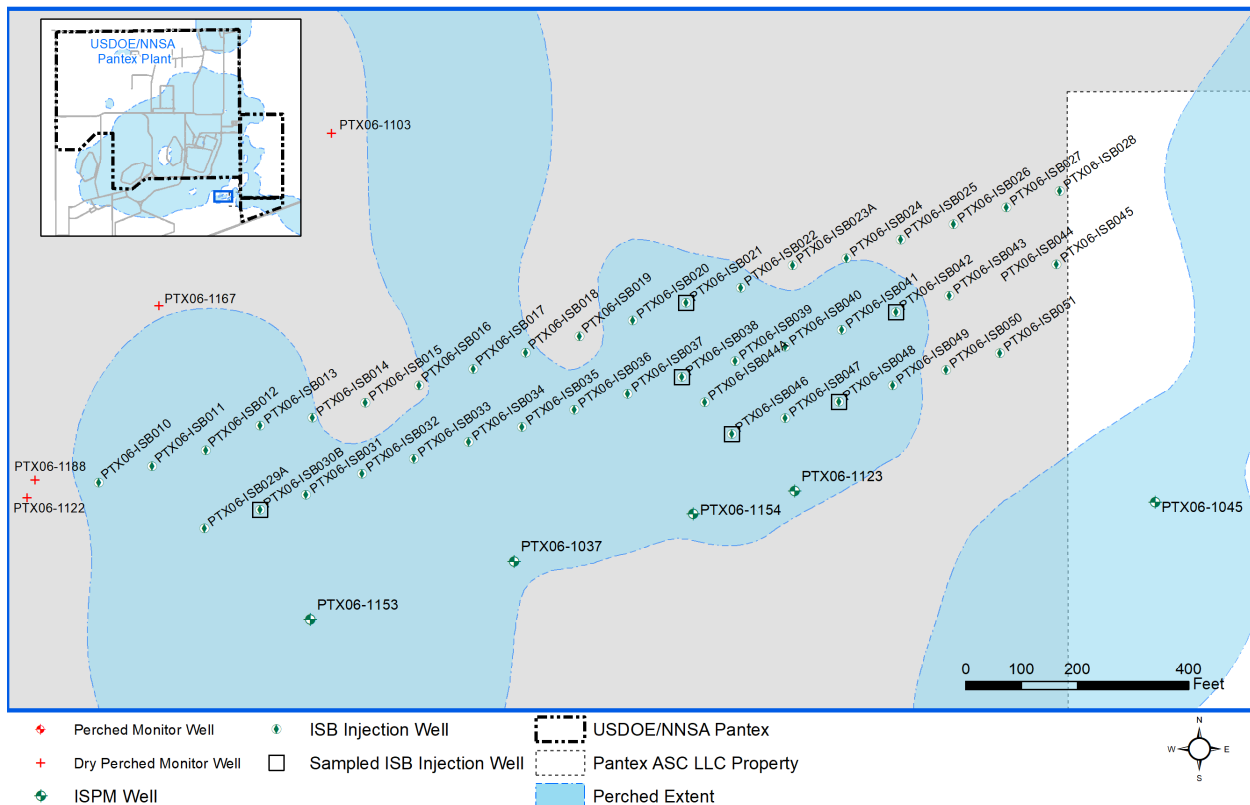 USDOE/NNSA
Pantex Plant
PTX06-1103
PTX06-1167
PTX06-1188
PTX06-1122
PTX06-ISB010
PTX06-ISB011
PTX06-ISB012
PTX06-ISB013
PTX06-ISB014
PTX06-ISB015
PTX06-ISB016
PTX06-ISB017
PTX06-ISB018
PTX06-ISB019
PTX06-ISB020
PTX06-ISB021
PTX06-ISB022
PTX06-ISB023A
PTX06-ISB024
PTX06-ISB025
PTX06-ISB026
PTX06-ISB027
PTX06-ISB028
PTX06-ISB029A
PTX06-ISB030B
PTX06-ISB031
PTX06-ISB032
PTX06-ISB033
PTX06-ISB034
PTX06-ISB035
PTX06-ISB036
PTX06-ISB037
PTX06-ISB038
PTX06-ISB039
PTX06-ISB040
PTX06-ISB041
PTX06-ISB042
PTX06-ISB043
PTX06-ISB044
PTX06-ISB045
PTX06-ISB044A
PTX06-ISB046
PTX06-ISB047
PTX06-ISB048
PTX06-ISB049
PTX06-ISB050
PTX06-ISB051
PTX06-1123
PTX06-1154
PTX06-1045
PTX06-1037
PTX06-1153
0 100 200 400
Feet
Perched Monitor Well
ISB Injection Well
USDOE/NNSA Pantex
Dry Perched Monitor Well
Sampled ISB Injection Well
Pantex ASC LLC Property
ISPM Well
Perched Extent
N
W E
S